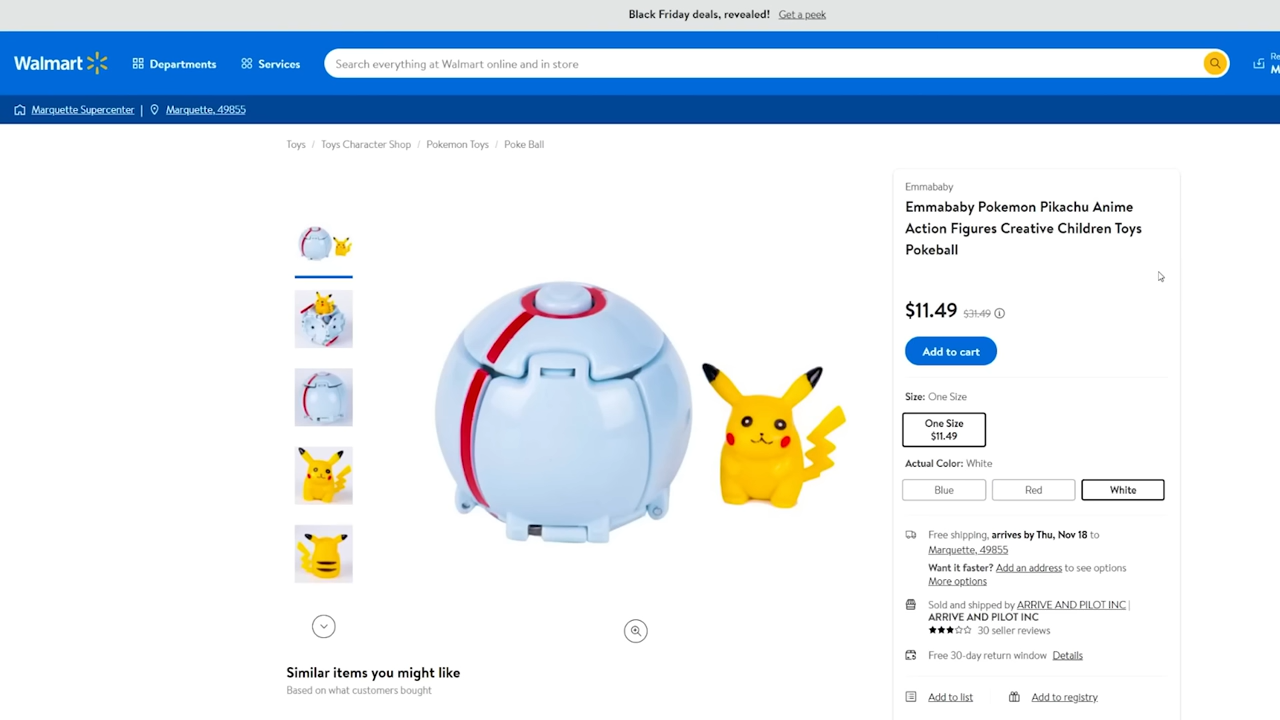 Black Friday deals, revealed! Get a peek
Walmart Departments Services Search everything at Walmart online and in store
Marquette Supercenter | Marquette, 49855
Toys / Toys Character Shop / Pokemon Toys / Poke Ball
Emmababy
Emmababy Pokemon Pikachu Anime
Action Figures Creative Children Toys
Pokeball
$11.49 $31.49
Add to cart
Size: One Size
One Size
$11.49
Actual Color: White
Blue Red White
Free shipping, arrives by Thu, Nov 18 to
Marquette, 49855
Want it faster? Add an address to see options
More options
Sold and shipped by ARRIVE AND PILOT INC |
ARRIVE AND PILOT INC
30 seller reviews
Free 30-day return window Details
Add to list Add to registry
Similar items you might like
Based on what customers bought